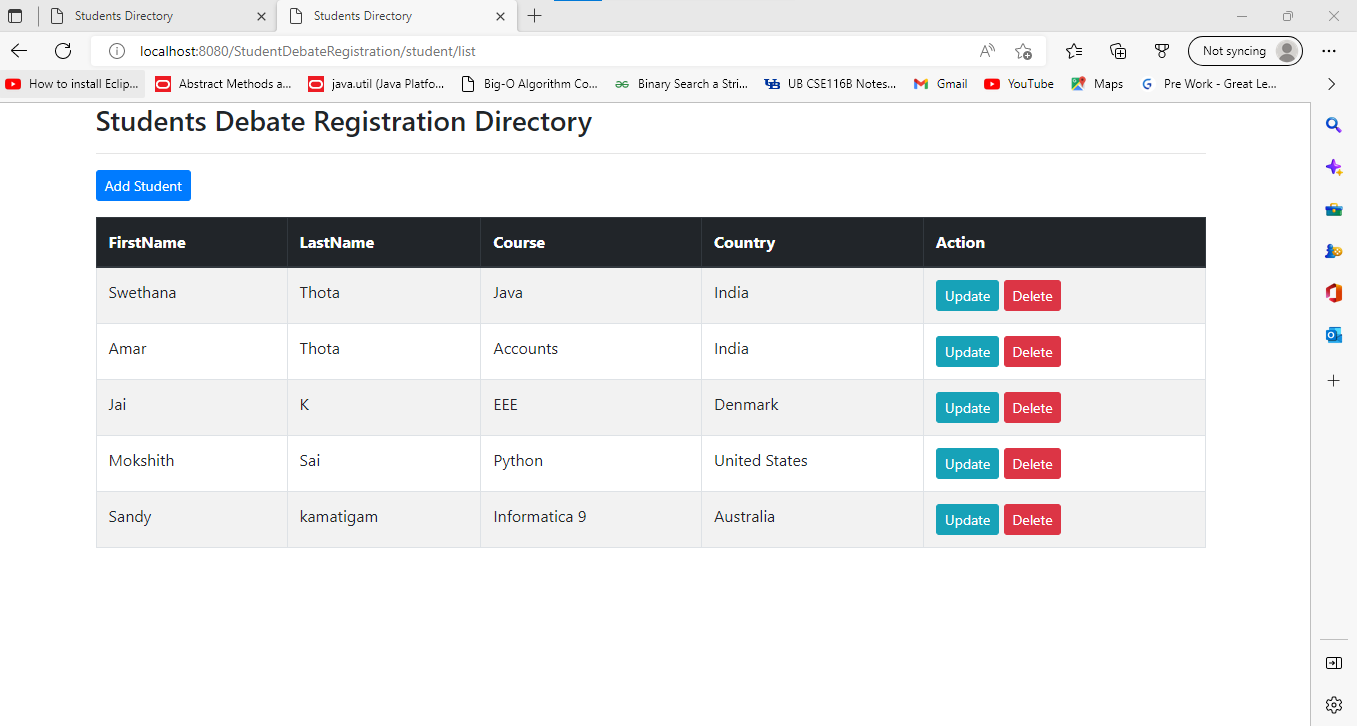 Students Directory Students Directory
localhost:8080/StudentDebateRegistration/student/list Not syncing
How to install Eclip... Abstract Methods a... java.util (Java Platfo... Big-O Algorithm Co... Binary Search a Stri... UB CSE116B Notes... Gmail YouTube Maps Pre Work - Great Le...
Students Debate Registration Directory
Add Student
FirstName LastName Course Country Action
Swethana Thota Java India Update Delete
Amar Thota Accounts India Update Delete
Jai K EEE Denmark Update Delete
Mokshith Sai Python United States Update Delete
Sandy kamatigam Informatica 9 Australia Update Delete